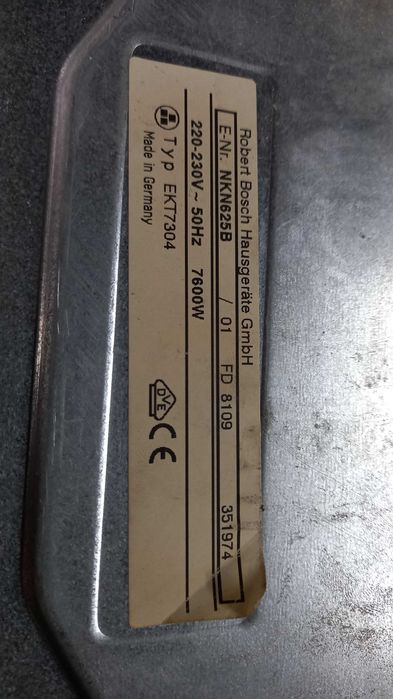 Robert Bosch Hausgeräte GmbH
E-Nr. NKN625B / 01 FD 8109 351974
220-230V~ 50Hz 7600W
Typ EKT7304
Made in Germany
DVE CE